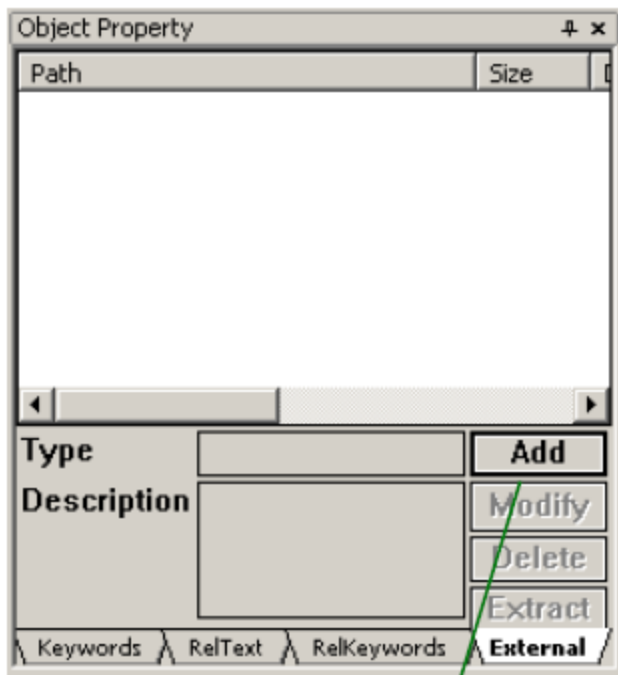 Object Property
Path Size
Type Add
Description Modify
Delete
Extract
Keywords RelText RelKeywords External